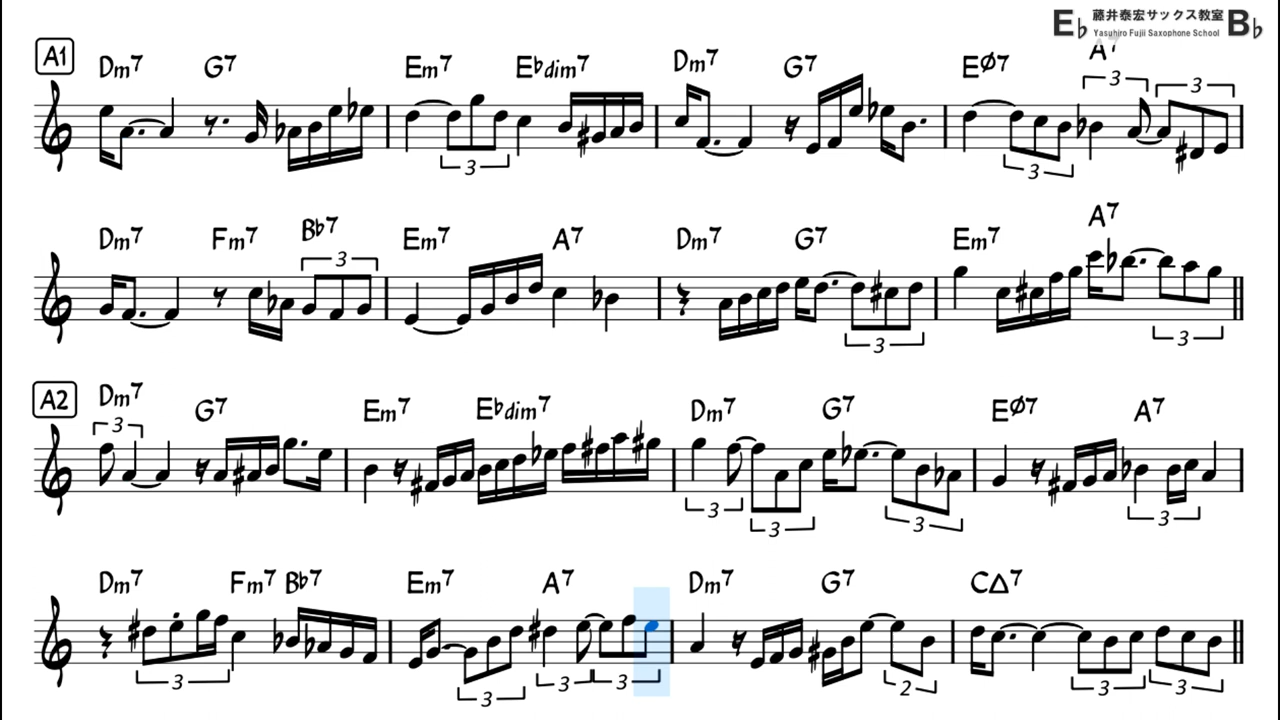 E♭ 藤井泰宏サックス教室 B♭
Yasuhiro Fujii Saxophone School
A1 Dm7 G7 Em7 E♭dim7 Dm7 G7 EØ7 A7
3 3 3 3
Dm7 Fm7 B♭7 Em7 A7 Dm7 G7 Em7 A7
3 3 3
A2 Dm7 G7 Em7 E♭dim7 Dm7 G7 EØ7 A7
3 3 3 3 3
Dm7 Fm7 B♭7 Em7 A7 Dm7 G7 C△7
3 3 3 3 2 3 3